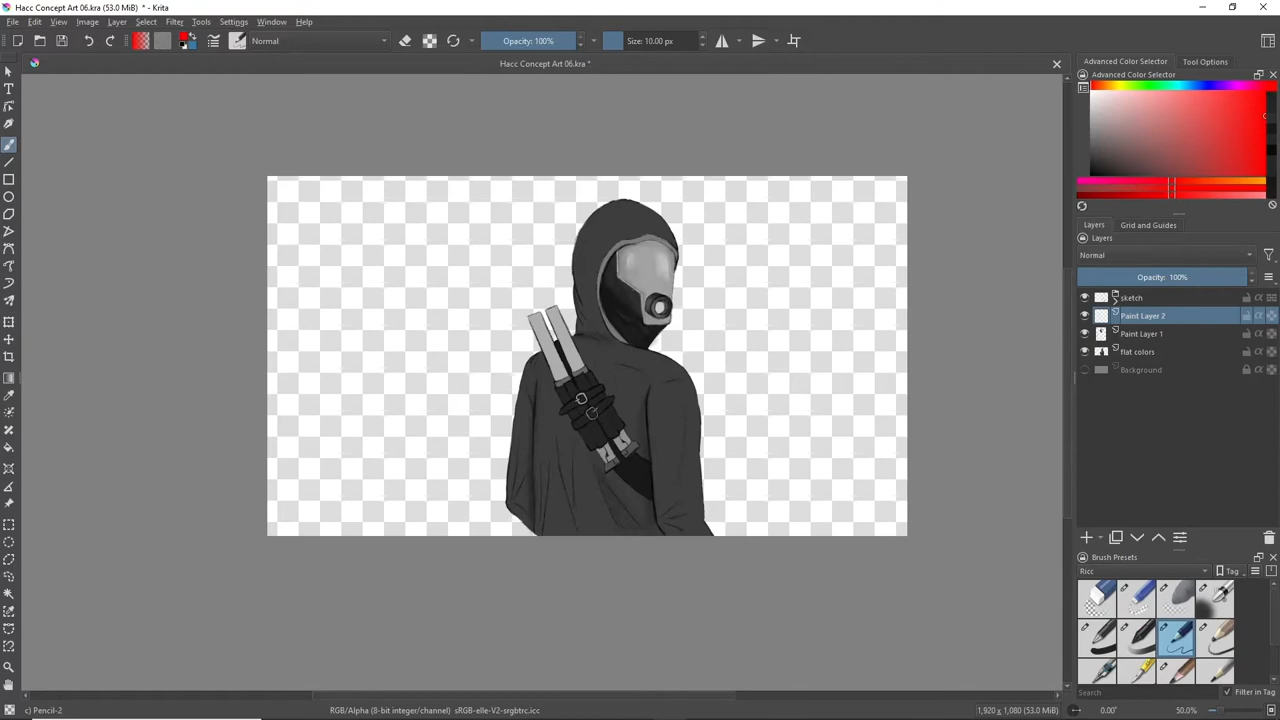 Hacc Concept Art 06.kra (53.0 MiB) * - Krita
File Edit View Image Layer Select Filter Tools Settings Window Help
Normal Opacity: 100% Size: 10.00 px
Hacc Concept Art 06.kra *
Advanced Color Selector Tool Options
Advanced Color Selector
Layers Grid and Guides
Layers
Normal
Opacity: 100%
sketch
Paint Layer 2
Paint Layer 1
flat colors
Background
Brush Presets
Ricc Tag
Search Filter in Tag
c) Pencil-2 RGB/Alpha (8-bit integer/channel) sRGB-elle-V2-srgbtrc.icc 1,920 x 1,080 (53.0 MiB) 0.00° 50.0%